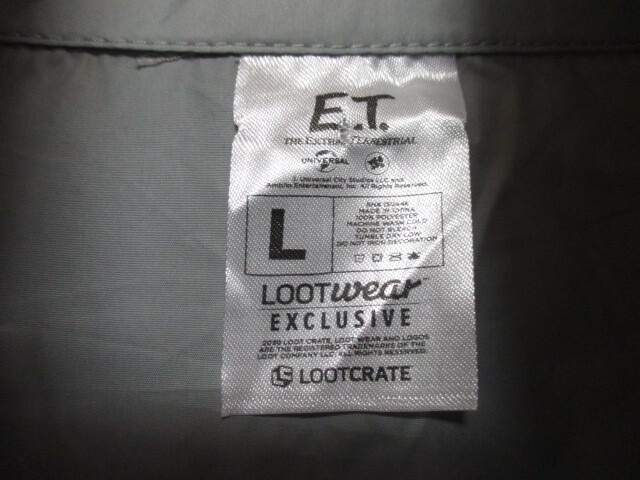 E.T.
THE EXTRA-TERRESTRIAL
UNIVERSAL
Universal City Studios LLC and
Amblin Entertainment, Inc. All Rights Reserved.
L
MADE IN CHINA
100% POLYESTER
MACHINE WASH COLD
DO NOT BLEACH
TUMBLE DRY LOW
DO NOT IRON DECORATION
LOOTwear
EXCLUSIVE
LOOT CRATE, LOOT WEAR AND LOGOS
ARE THE REGISTERED TRADEMARKS OF THE
LOOT COMPANY LLC. ALL RIGHTS RESERVED.
LOOTCRATE